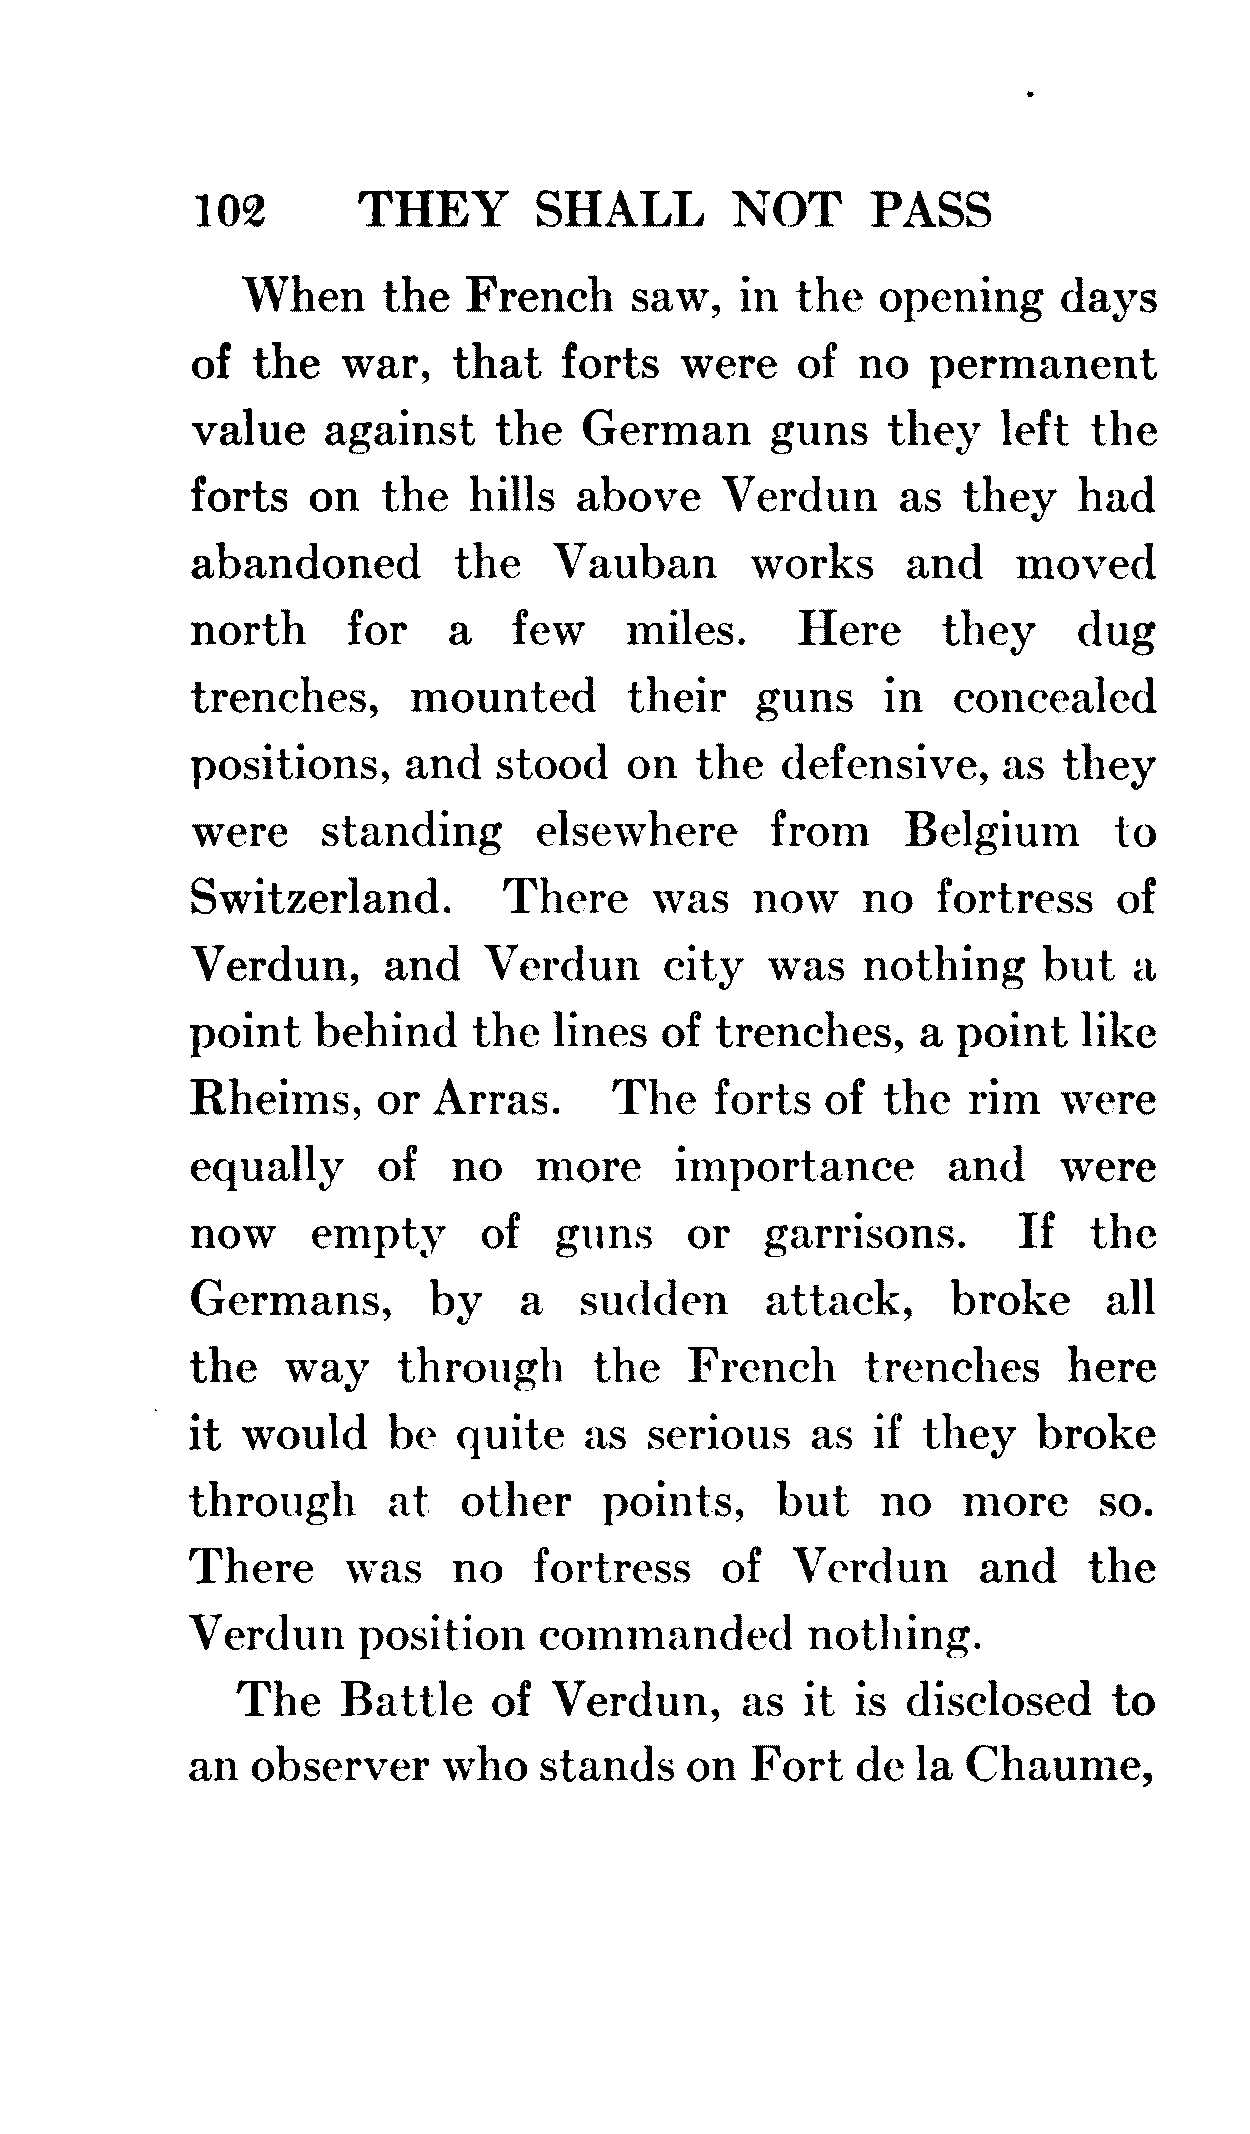 102 THEY SHALL NOT PASS
When the French saw, in the opening days
of the war, that forts were of no permanent
value against the German guns they left the
forts on the hills above Verdun as they had
abandoned the Vauban works and moved
north for a few miles. Here they dug
trenches, mounted their guns in concealed
positions, and stood on the defensive, as they
were standing elsewhere from Belgium to
Switzerland. There was now no fortress of
Verdun, and Verdun city was nothing but a
point behind the lines of trenches, a point like
Rheims, or Arras. The forts of the rim were
equally of no more importance and were
now empty of guns or garrisons. If the
Germans, by a sudden attack, broke all
the way through the French trenches here
it would be quite as serious as if they broke
through at other points, but no more so.
There was no fortress of Verdun and the
Verdun position commanded nothing.
The Battle of Verdun, as it is disclosed to
an observer who stands on Fort de la Chaume,